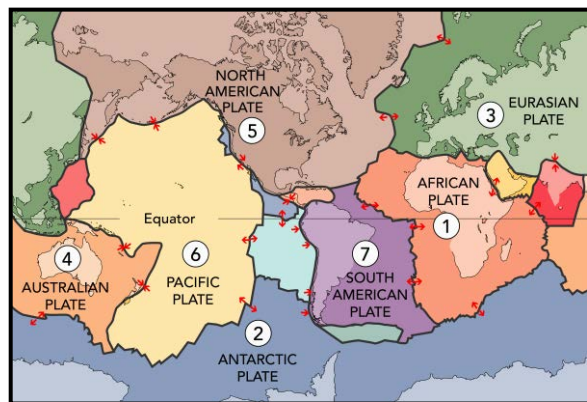 NORTH
AMERICAN
PLATE
5
3
EURASIAN
PLATE
AFRICAN
PLATE
1
Equator
4
AUSTRALIAN
PLATE
6
PACIFIC
PLATE
7
SOUTH
AMERICAN
PLATE
2
ANTARCTIC
PLATE